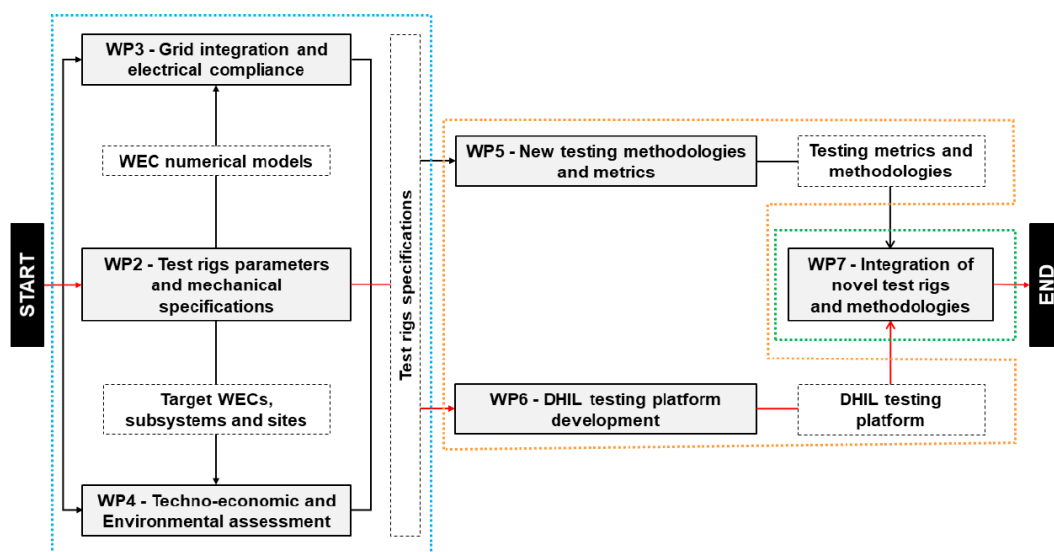 START
WP3 - Grid integration and
electrical compliance
WEC numerical models
WP2 - Test rigs parameters
and mechanical
specifications
Target WECs,
subsystems and sites
WP4 - Techno-economic and
Environmental assessment
Test rigs specifications
WP5 - New testing methodologies
and metrics
Testing metrics and
methodologies
WP7 - Integration of
novel test rigs
and methodologies
WP6 - DHIL testing platform
development
DHIL testing
platform
END